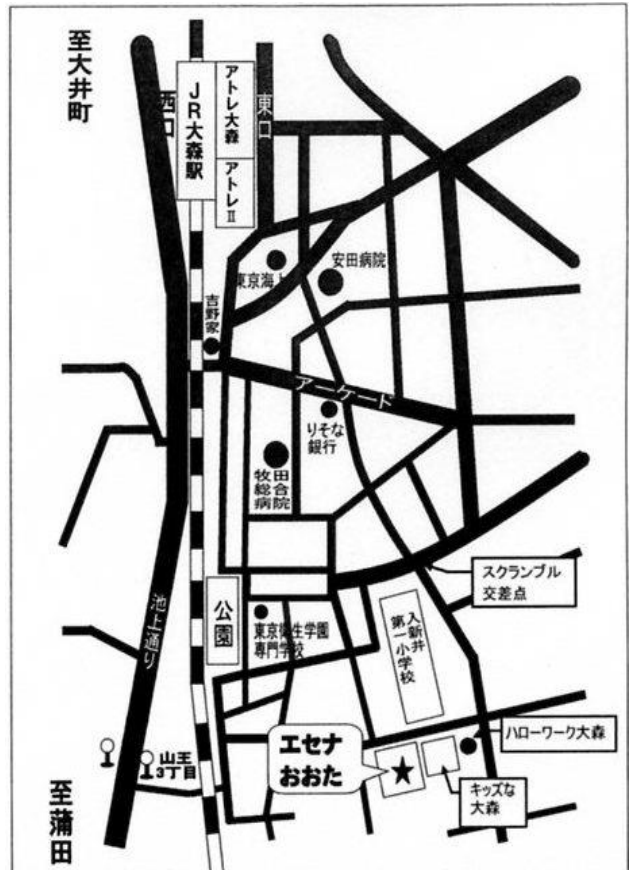 至大井町
西口
JR大森駅
アトレ大森
アトレⅡ
東口
東京海上
安田病院
吉野家
アーケード
りそな
銀行
牧田
総合
病院
スクランブル
交差点
池上通り
公園
東京衛生学園
専門学校
入新井
第一小学校
ハローワーク大森
エセナ
おおた
山王
3丁目
キッズな
大森
至蒲田